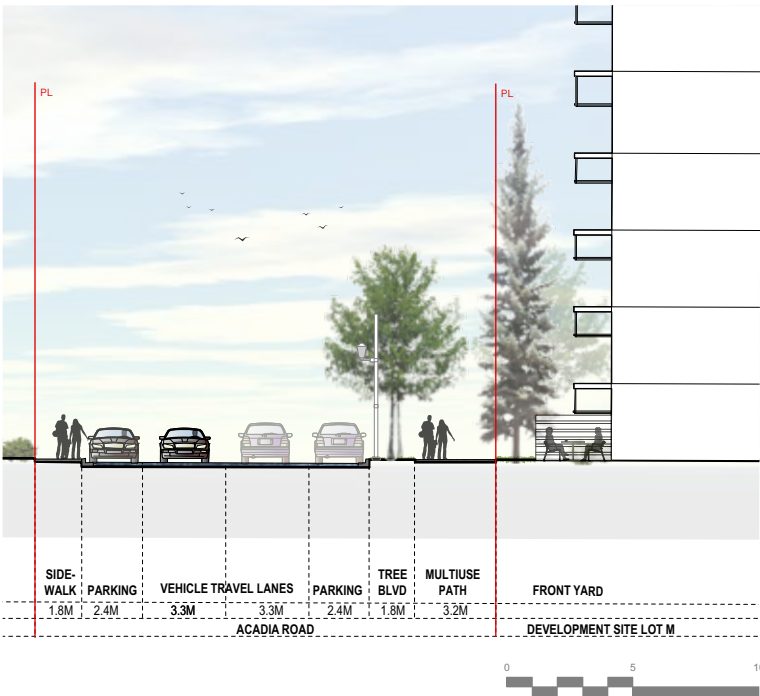 PL
PL
SIDE-
WALK
PARKING
VEHICLE TRAVEL LANES
PARKING
TREE
BLVD
MULTIUSE
PATH
FRONT YARD
1.8M 2.4M 3.3M 3.3M 2.4M 1.8M 3.2M
ACADIA ROAD
DEVELOPMENT SITE LOT M
0 5 10